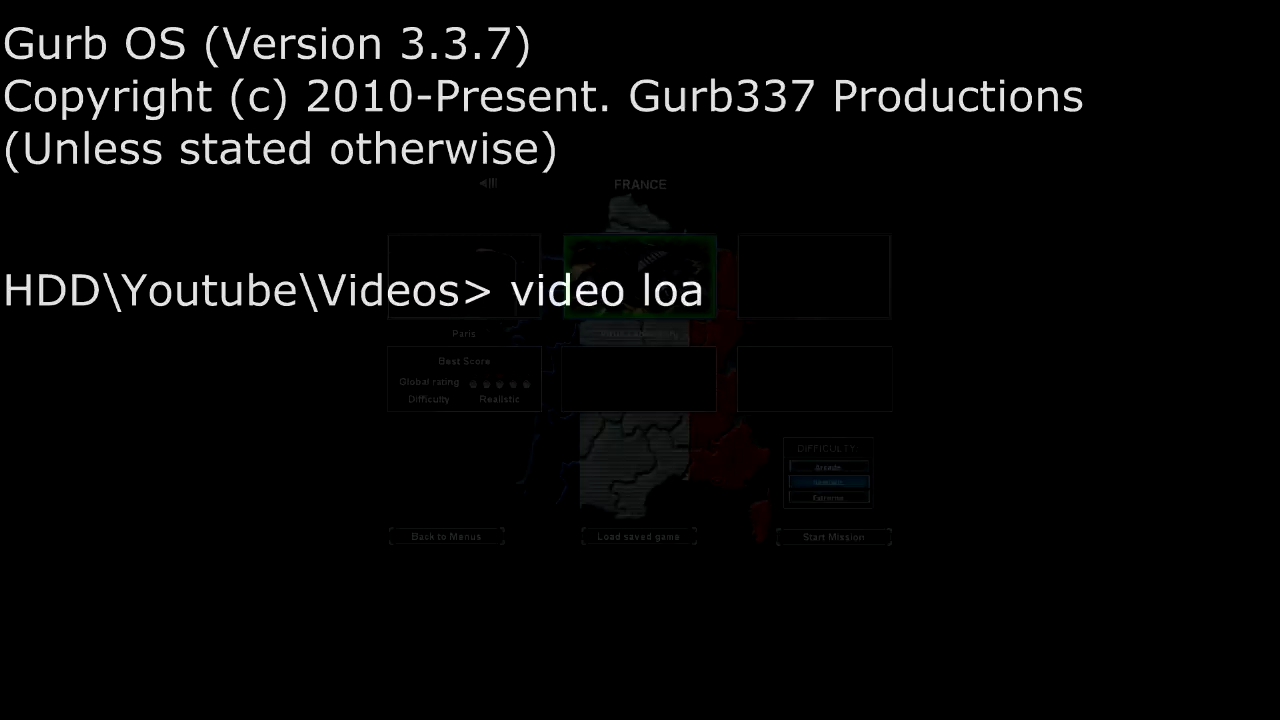 Gurb OS (Version 3.3.7)
Copyright (c) 2010-Present. Gurb337 Productions
(Unless stated otherwise)
FRANCE
HDD\Youtube\Videos> video loa
Paris
Best Score
Global rating
Difficulty Realistic
DIFFICULTY
Arcade
Extreme
Back to Menus
Load saved game
Start Mission